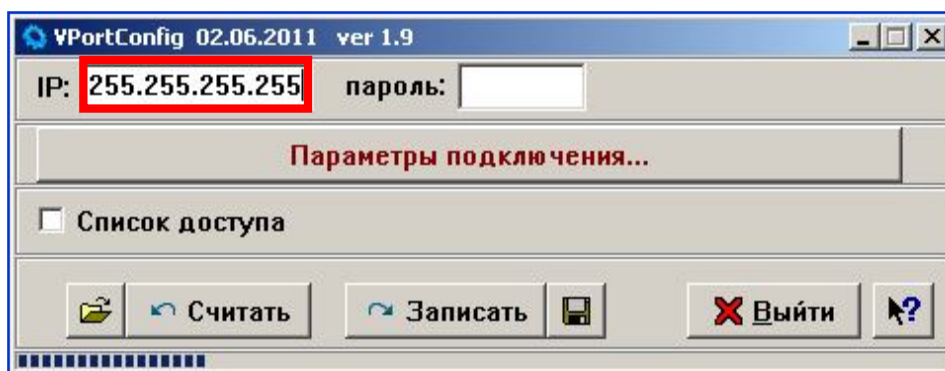 VPortConfig 02.06.2011 ver 1.9
IP: 255.255.255.255 пароль:
Параметры подключения...
Список доступа
Считать Записать Выйти ?